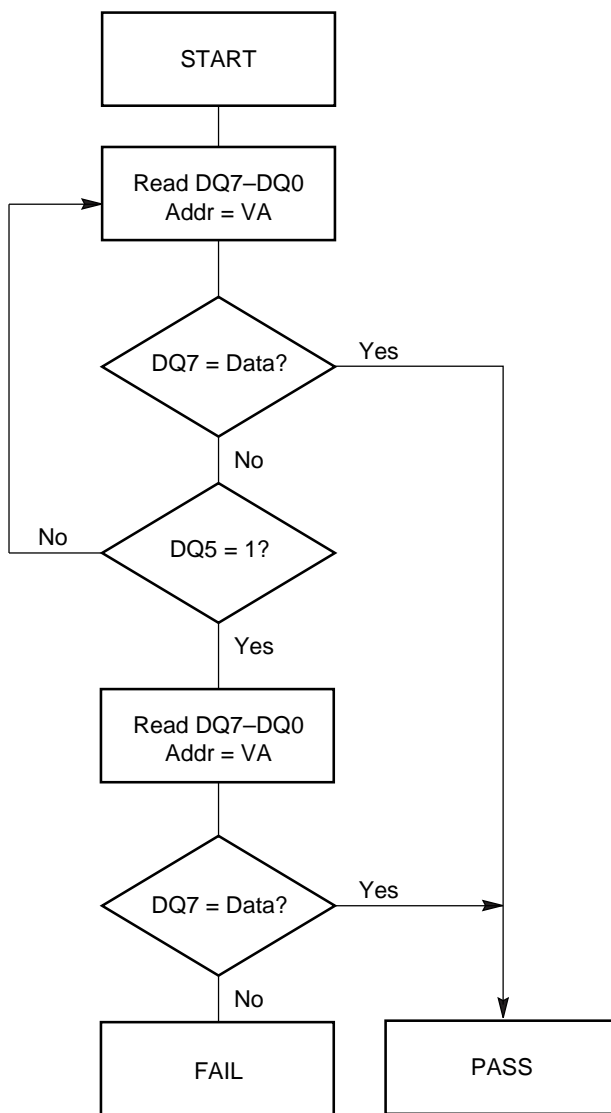 START
Read DQ7–DQ0
Addr = VA
DQ7 = Data?
Yes
No
No
DQ5 = 1?
Yes
Read DQ7–DQ0
Addr = VA
DQ7 = Data?
Yes
No
FAIL
PASS